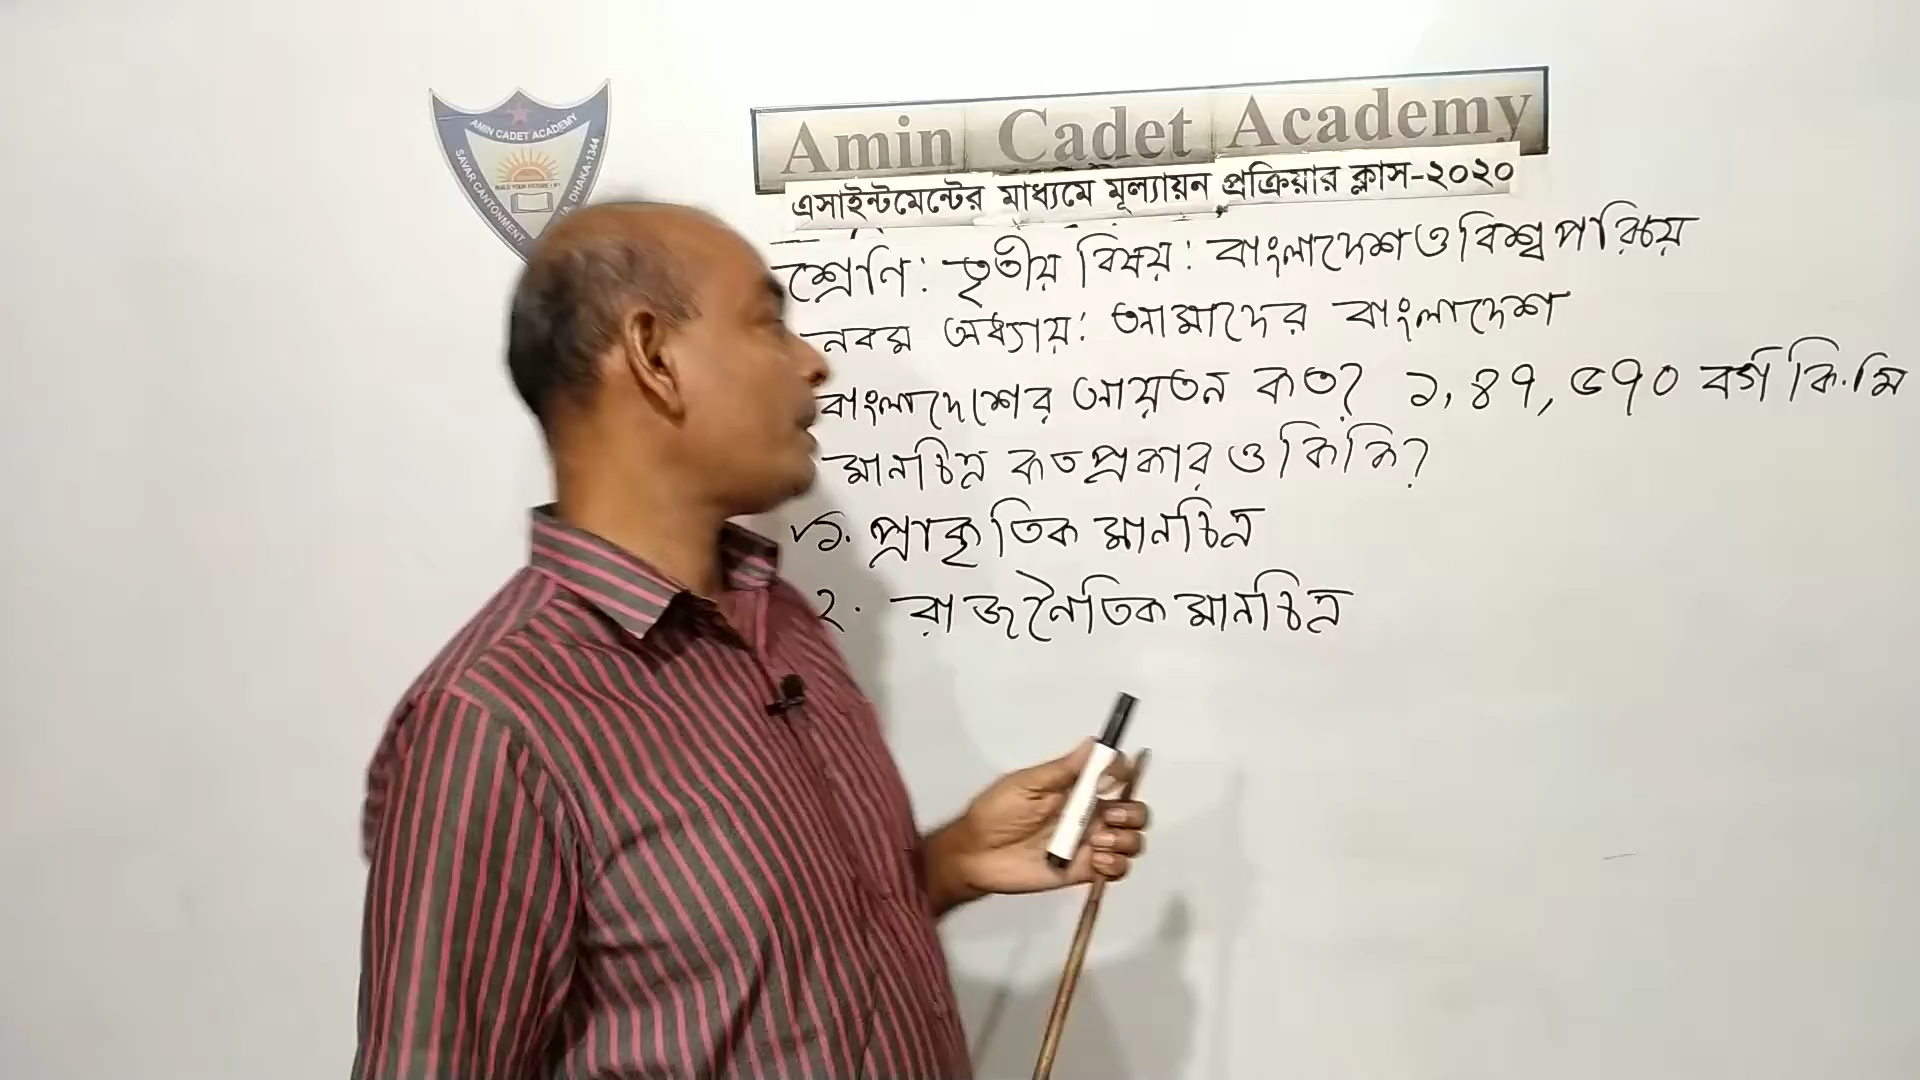 AMIN CADET ACADEMY
SAVAR CANTONMENT,
DHAKA-1344
BUILD YOUR FUTURE
Amin Cadet Academy
এসাইন্টমেন্টের মাধ্যমে মূল্যায়ন প্রক্রিয়ার ক্লাস-২০২০
শ্রেণি: তৃতীয় বিষয়: বাংলাদেশ ও বিশ্ব পরিচয়
নবম অধ্যায়: আমাদের বাংলাদেশ
বাংলাদেশের আয়তন কত? ১,৪৭,৫৭০ বর্গ কি.মি
মানচিত্র কত প্রকার ও কি কি?
১. প্রাকৃতিক মানচিত্র
২. রাজনৈতিক মানচিত্র